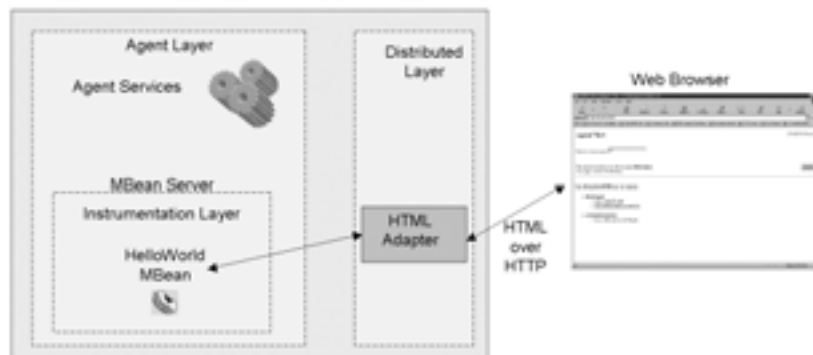 Agent Layer
Agent Services
MBean Server
Instrumentation Layer
HelloWorld
MBean
Distributed
Layer
HTML
Adapter
HTML
over
HTTP
Web Browser